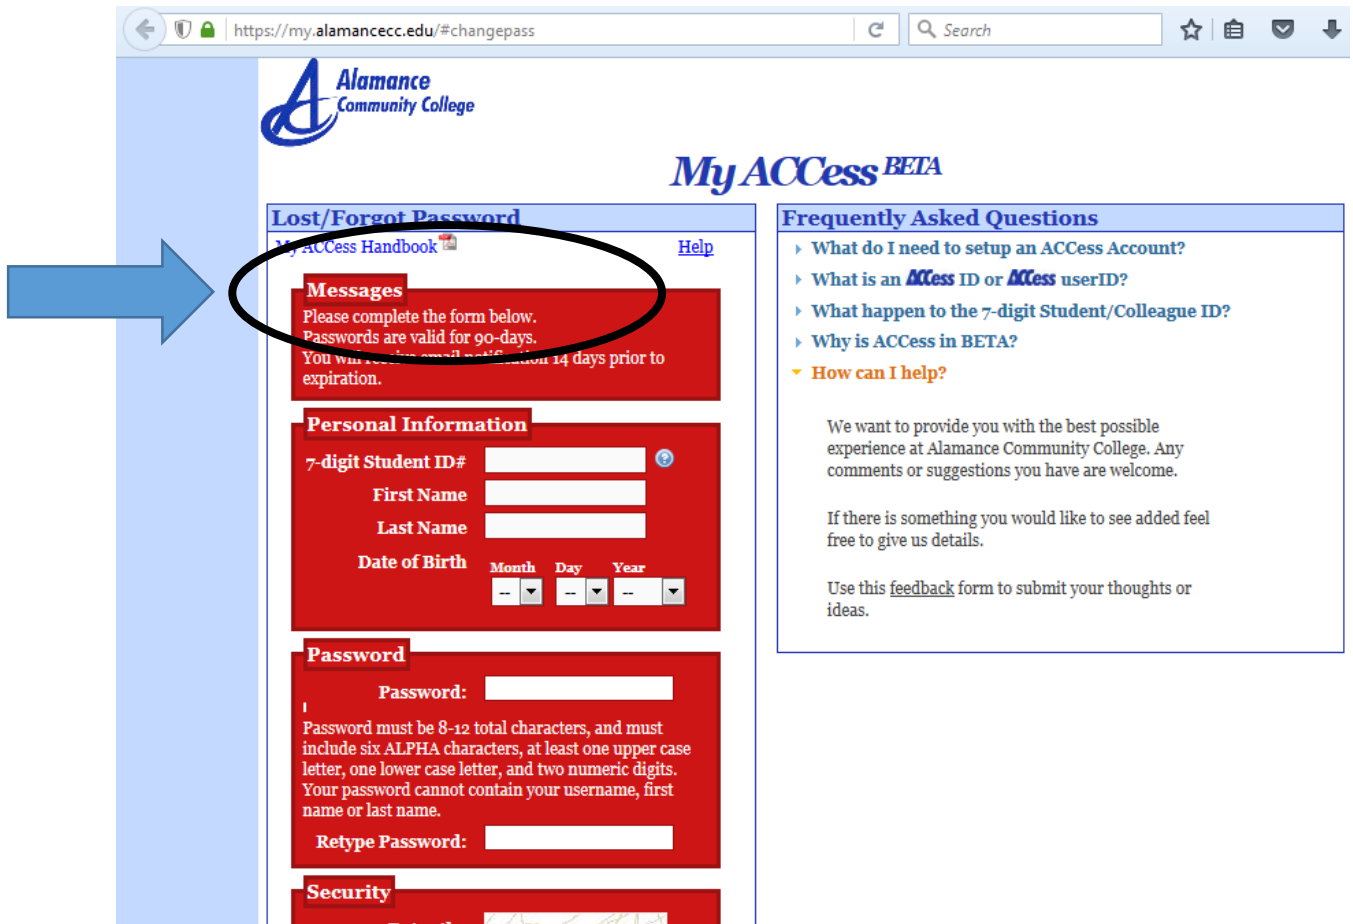 https://my.alamancecc.edu/#changepass
Search
Alamance
Community College
My ACCess BETA
Lost/Forgot Password
My ACCess Handbook
Help
Messages
Please complete the form below.
Passwords are valid for 90-days.
You will receive email notification 14 days prior to
expiration.
Personal Information
7-digit Student ID#
First Name
Last Name
Date of Birth
Month Day Year
-- -- --
Password
Password:
Password must be 8-12 total characters, and must
include six ALPHA characters, at least one upper case
letter, one lower case letter, and two numeric digits.
Your password cannot contain your username, first
name or last name.
Retype Password:
Security
Frequently Asked Questions
What do I need to setup an ACCess Account?
What is an ACCess ID or ACCess userID?
What happen to the 7-digit Student/Colleague ID?
Why is ACCess in BETA?
How can I help?
We want to provide you with the best possible
experience at Alamance Community College. Any
comments or suggestions you have are welcome.
If there is something you would like to see added feel
free to give us details.
Use this feedback form to submit your thoughts or
ideas.